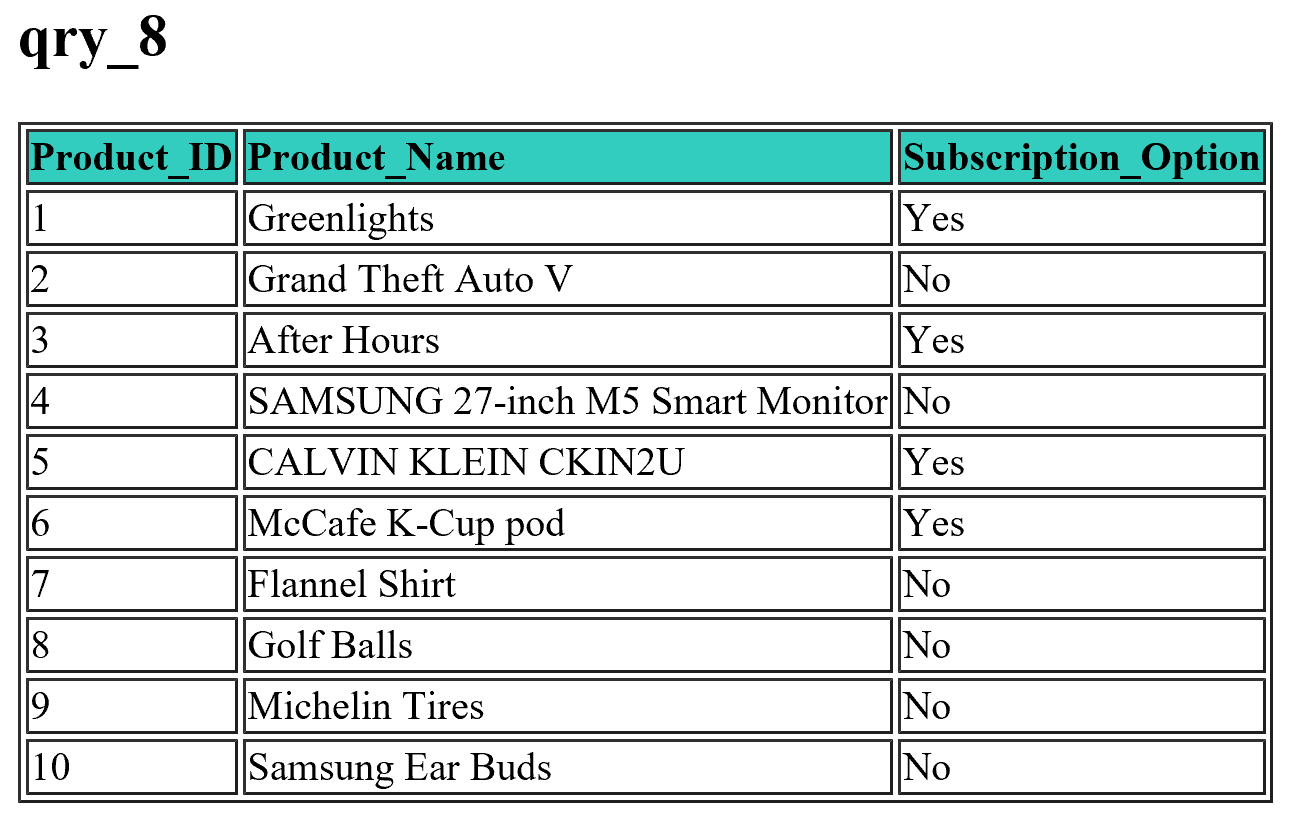 qry_8
Product_ID Product_Name Subscription_Option
1 Greenlights Yes
2 Grand Theft Auto V No
3 After Hours Yes
4 SAMSUNG 27-inch M5 Smart Monitor No
5 CALVIN KLEIN CKIN2U Yes
6 McCafe K-Cup pod Yes
7 Flannel Shirt No
8 Golf Balls No
9 Michelin Tires No
10 Samsung Ear Buds No